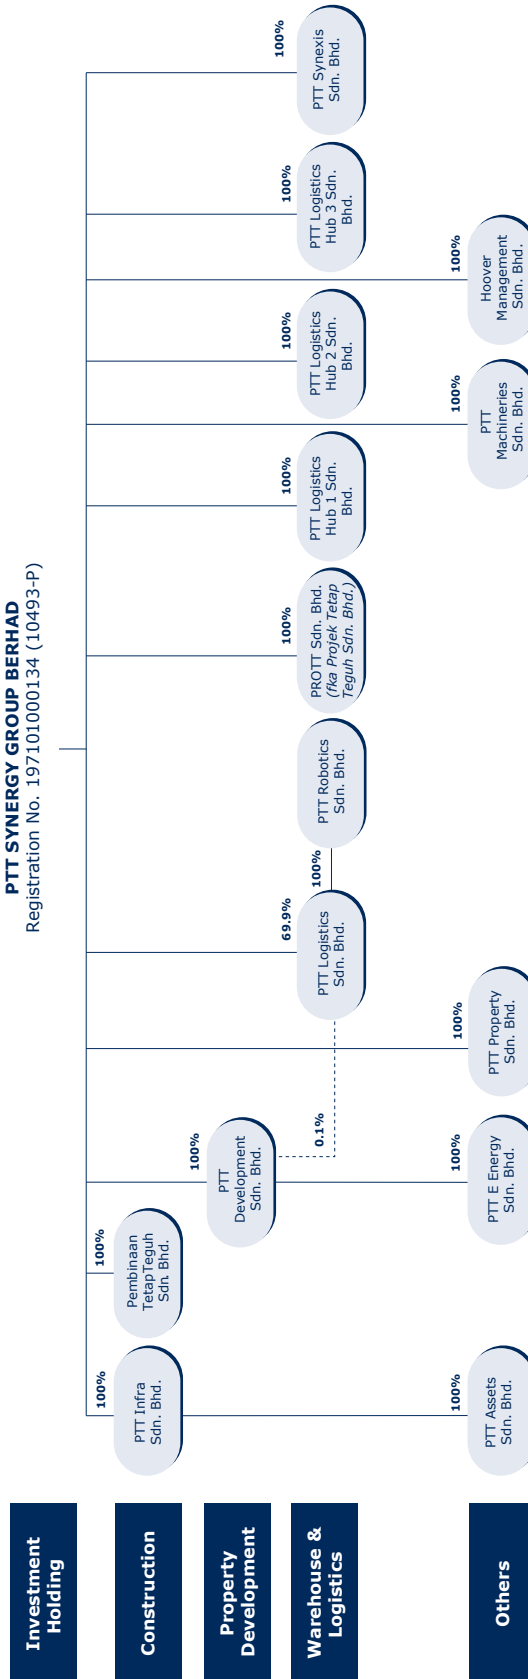 PTT SYNERGY GROUP BERHAD
Registration No. 197101000134 (10493-P)
Investment
Holding
Construction
100%
PTT Infra
Sdn. Bhd.
100%
Pembinaan
TetapTeguh
Sdn. Bhd.
Property
Development
100%
PTT
Development
Sdn. Bhd.
0.1%
Warehouse &
Logistics
69.9%
PTT Logistics
Sdn. Bhd.
100%
PTT Robotics
Sdn. Bhd.
100%
PROTT Sdn. Bhd.
(fka Projek Tetap
Teguh Sdn. Bhd.)
100%
PTT Logistics
Hub 1 Sdn.
Bhd.
100%
PTT Logistics
Hub 2 Sdn.
Bhd.
100%
PTT Logistics
Hub 3 Sdn.
Bhd.
100%
PTT Synexis
Sdn. Bhd.
Others
100%
PTT Assets
Sdn. Bhd.
100%
PTT E Energy
Sdn. Bhd.
100%
PTT Property
Sdn. Bhd.
100%
PTT
Machineries
Sdn. Bhd.
100%
Hoover
Management
Sdn. Bhd.